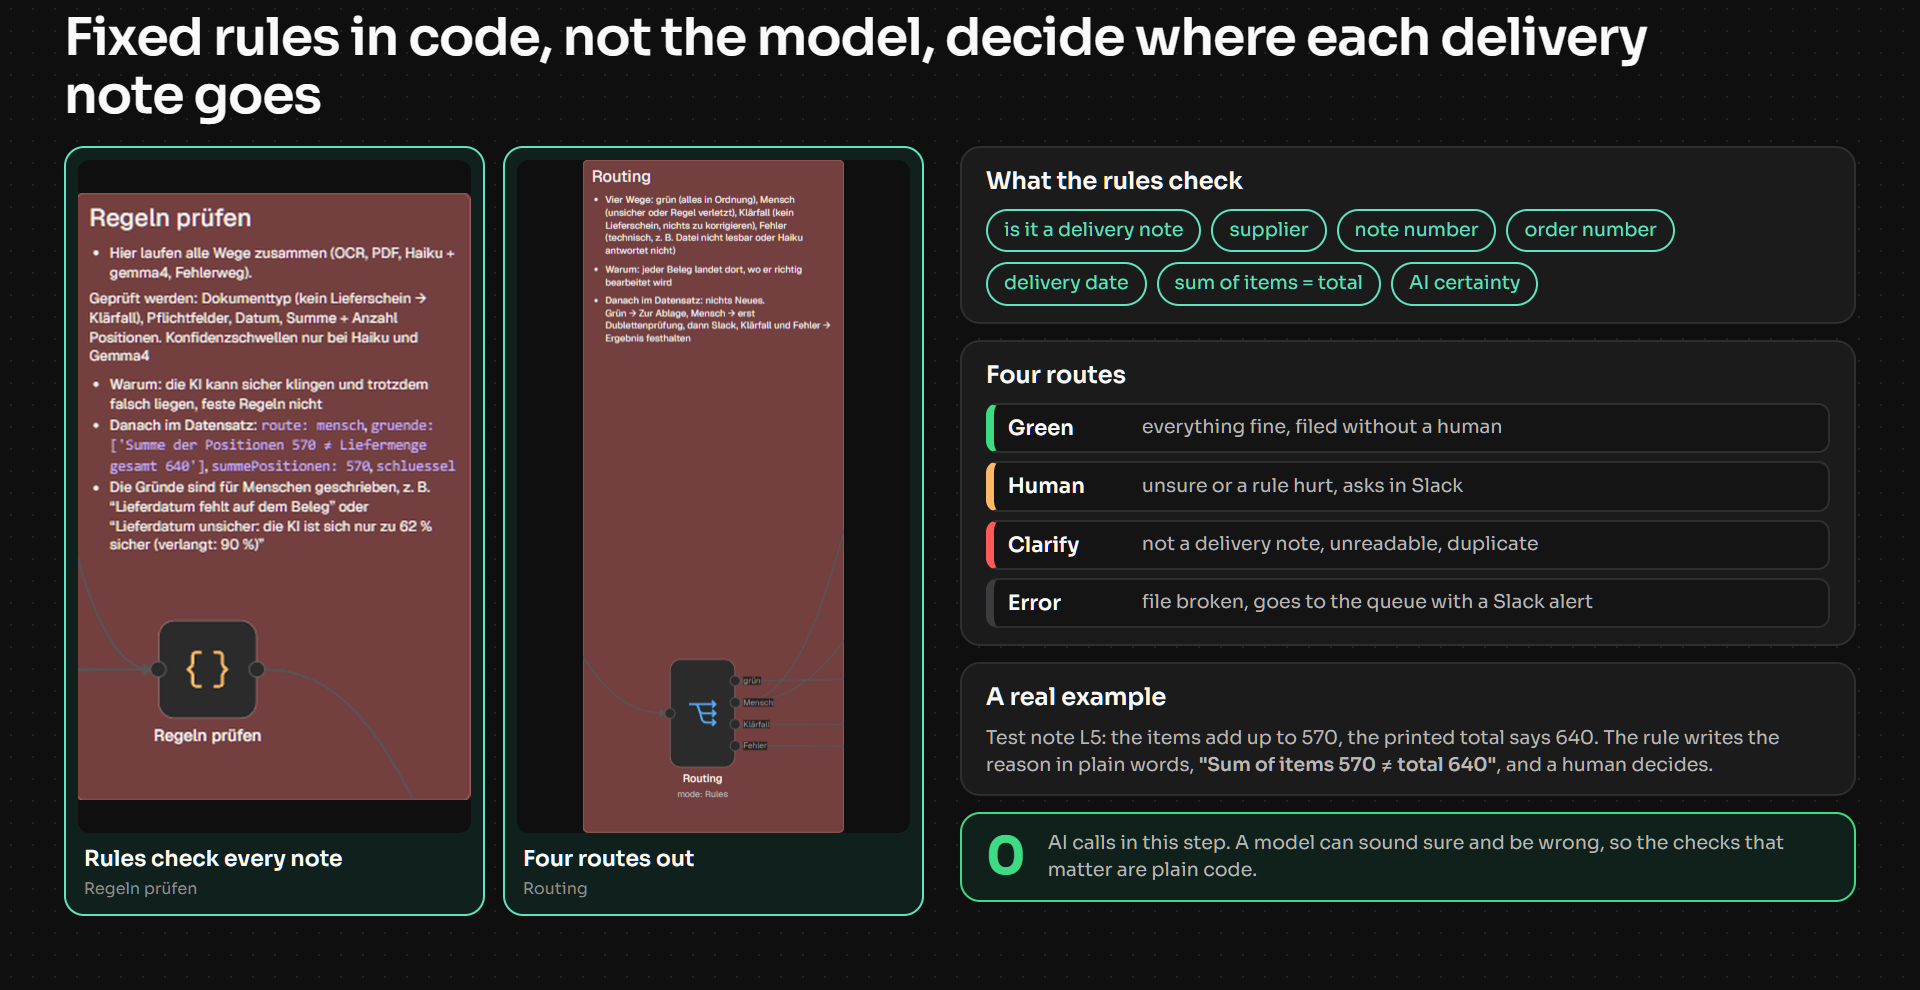 Fixed rules in code, not the model, decide where each delivery
note goes
Regeln prüfen
• Hier laufen alle Wege zusammen (OCR, PDF, Haiku +
gemma4, Fehlerweg).
Geprüft werden: Dokumenttyp (kein Lieferschein →
Klärfall), Pflichtfelder, Datum, Summe + Anzahl
Positionen. Konfidenzschwellen nur bei Haiku und
Gemma4
• Warum: die KI kann sicher klingen und trotzdem
falsch liegen, feste Regeln nicht
• Danach im Datensatz: route: mensch, gruende:
['Summe der Positionen 570 ≠ Liefermenge
gesamt 640'], summePositionen: 570, schluessel
• Die Gründe sind für Menschen geschrieben, z. B.
“Lieferdatum fehlt auf dem Beleg” oder
“Lieferdatum unsicher: die KI ist sich nur zu 62 %
sicher (verlangt: 90 %)”
{}
Regeln prüfen
Rules check every note
Regeln prüfen
Routing
• Vier Wege: grün (alles in Ordnung), Mensch
(unsicher oder Regel verletzt), Klärfall (kein
Lieferschein, nichts zu korrigieren), Fehler
(technisch, z. B. Datei nicht lesbar oder Haiku
antwortet nicht)
• Warum: jeder Beleg landet dort, wo er richtig
bearbeitet wird
• Danach im Datensatz: nichts Neues.
Grün → Zur Ablage, Mensch → erst
Dublettenprüfung, dann Slack, Klärfall und Fehler →
Ergebnis festhalten
grün
Mensch
Klärfall
Fehler
Routing
mode: Rules
Four routes out
Routing
What the rules check
is it a delivery note
supplier
note number
order number
delivery date
sum of items = total
AI certainty
Four routes
Green everything fine, filed without a human
Human unsure or a rule hurt, asks in Slack
Clarify not a delivery note, unreadable, duplicate
Error file broken, goes to the queue with a Slack alert
A real example
Test note L5: the items add up to 570, the printed total says 640. The rule writes the
reason in plain words, "Sum of items 570 ≠ total 640", and a human decides.
0
AI calls in this step. A model can sound sure and be wrong, so the checks that
matter are plain code.